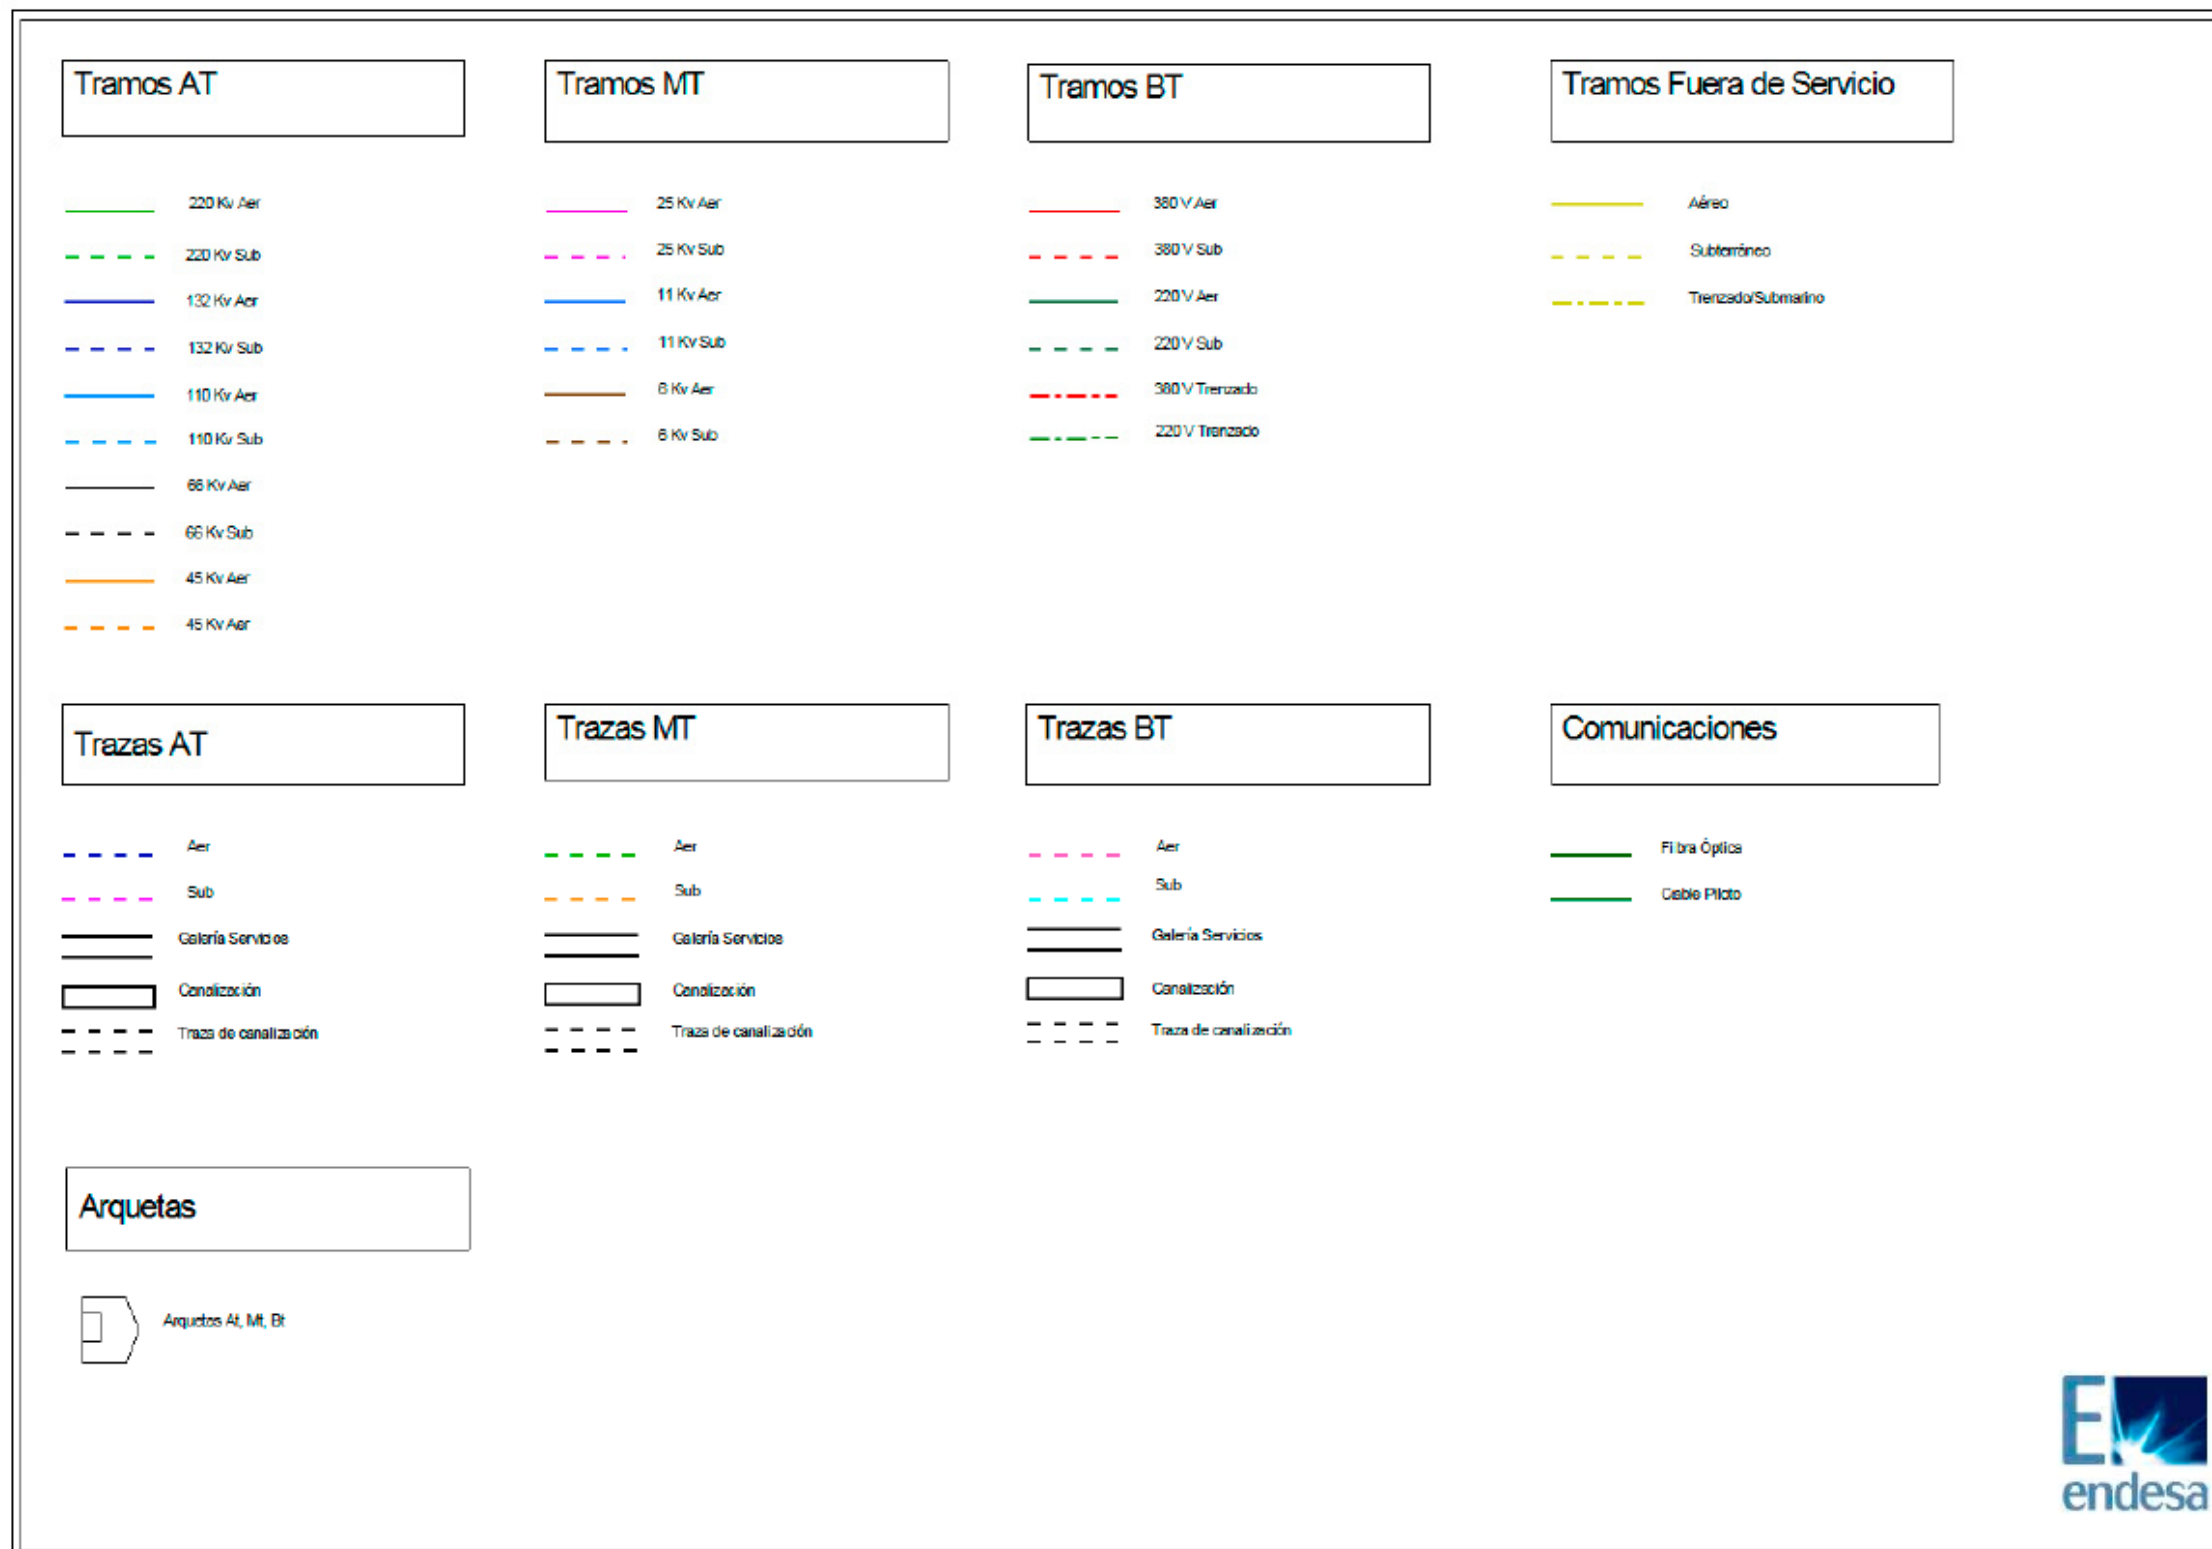 Tramos AT
220 Kv Aer
220 Kv Sub
132 Kv Aer
132 Kv Sub
110 Kv Aer
110 Kv Sub
66 Kv Aer
66 Kv Sub
45 Kv Aer
45 Kv Aer
Tramos MT
25 Kv Aer
25 Kv Sub
11 Kv Aer
11 Kv Sub
6 Kv Aer
6 Kv Sub
Tramos BT
380 V Aer
380 V Sub
220 V Aer
220 V Sub
380 V Trenzado
220 V Trenzado
Tramos Fuera de Servicio
Aéreo
Subterráneo
Trenzado/Submarino
Trazas AT
Aer
Sub
Galería Servicios
Canalización
Traza de canalización
Trazas MT
Aer
Sub
Galería Servicios
Canalización
Traza de canalización
Trazas BT
Aer
Sub
Galería Servicios
Canalización
Traza de canalización
Comunicaciones
Fibra Óptica
Cable Piloto
Arquetas
Arquetas At, Mt, Bt
E
endesa